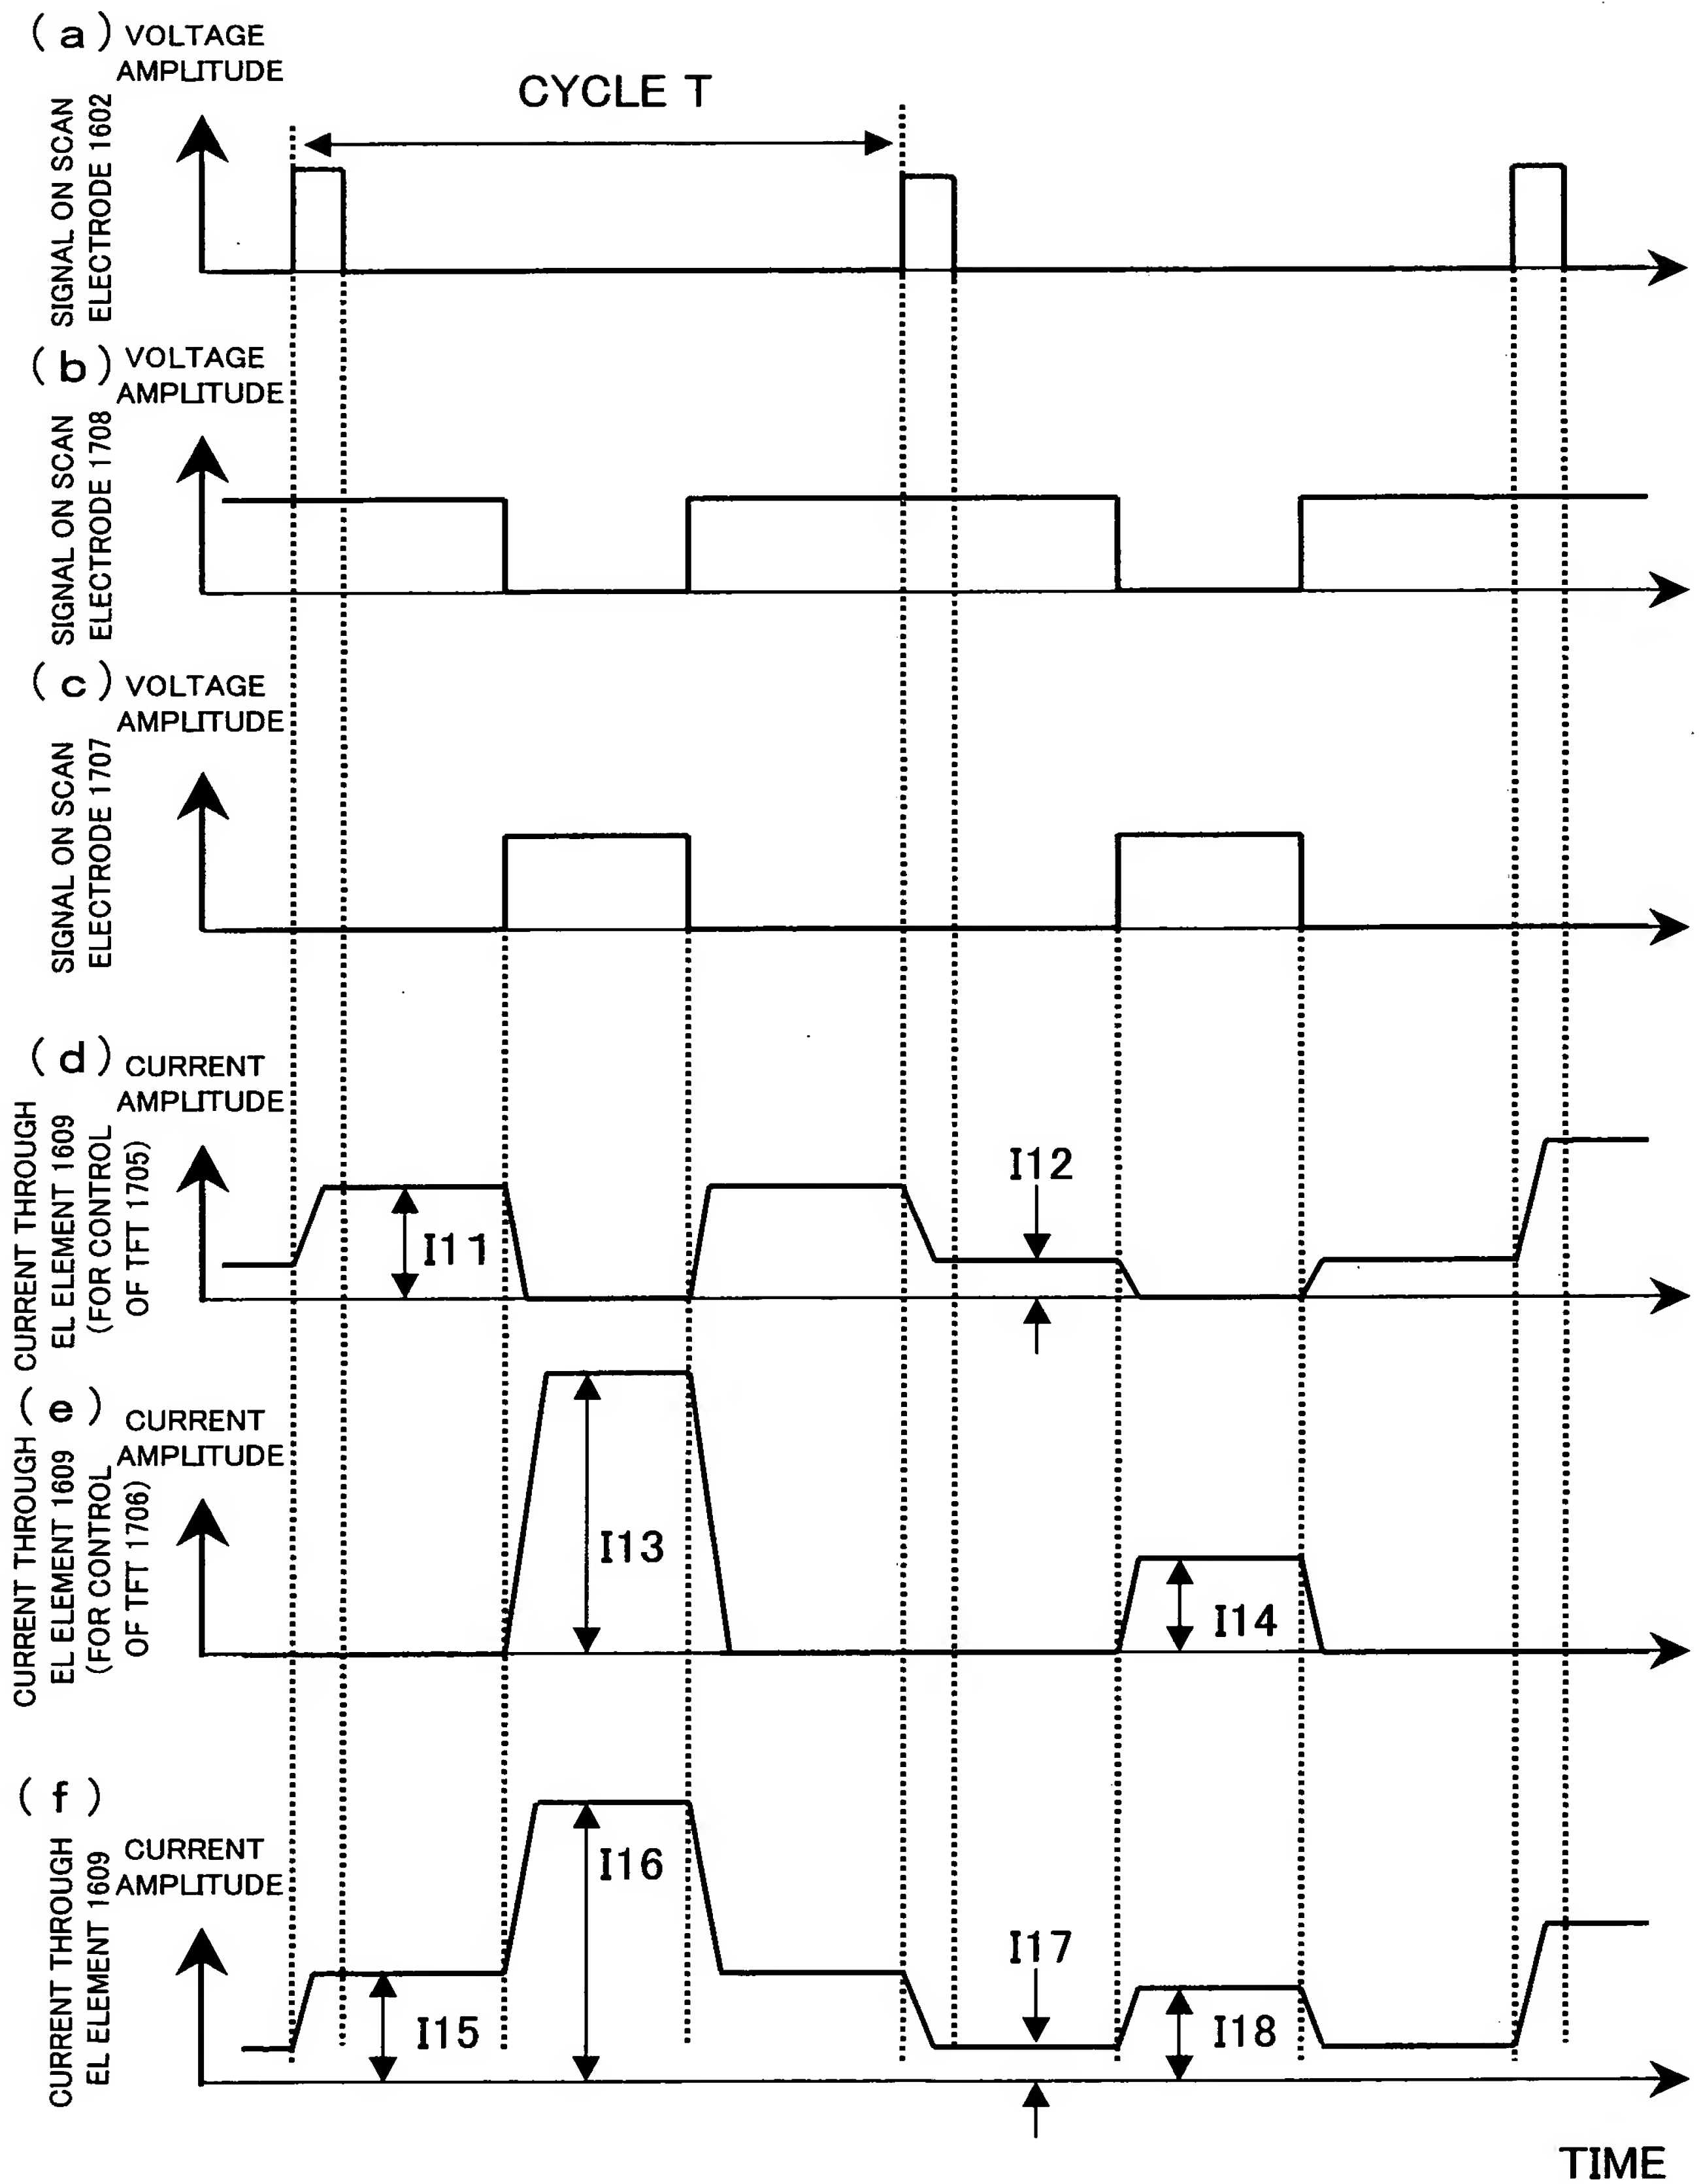 (a) VOLTAGE
AMPLITUDE
SIGNAL ON SCAN
ELECTRODE 1602
CYCLE T
(b) VOLTAGE
AMPLITUDE
SIGNAL ON SCAN
ELECTRODE 1708
(c) VOLTAGE
AMPLITUDE
SIGNAL ON SCAN
ELECTRODE 1707
(d) CURRENT
AMPLITUDE
CURRENT THROUGH
EL ELEMENT 1609
(FOR CONTROL
OF TFT 1705)
I11
I12
(e) CURRENT
AMPLITUDE
CURRENT THROUGH
EL ELEMENT 1609
(FOR CONTROL
OF TFT 1706)
I13
I14
(f)
CURRENT
AMPLITUDE
CURRENT THROUGH
EL ELEMENT 1609
I15
I16
I17
I18
TIME